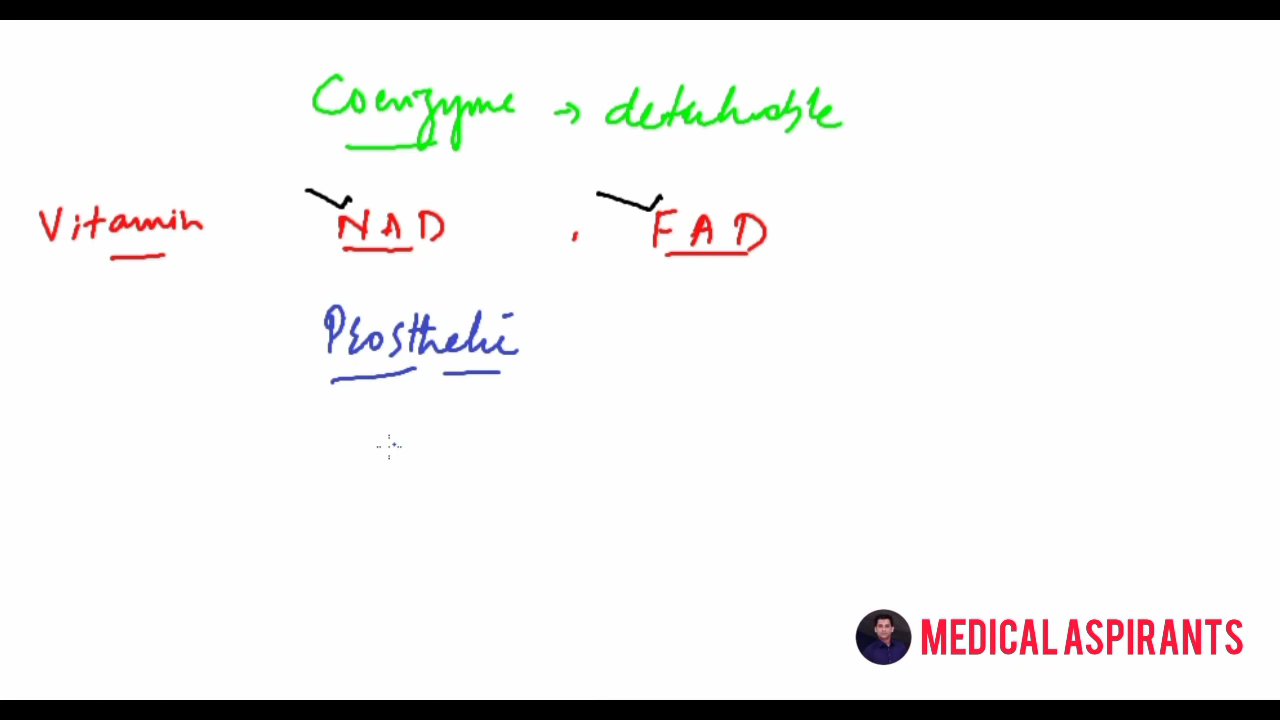 Coenzyme → detachable
Vitamin NAD , FAD
Prosthetic
MEDICAL ASPIRANTS